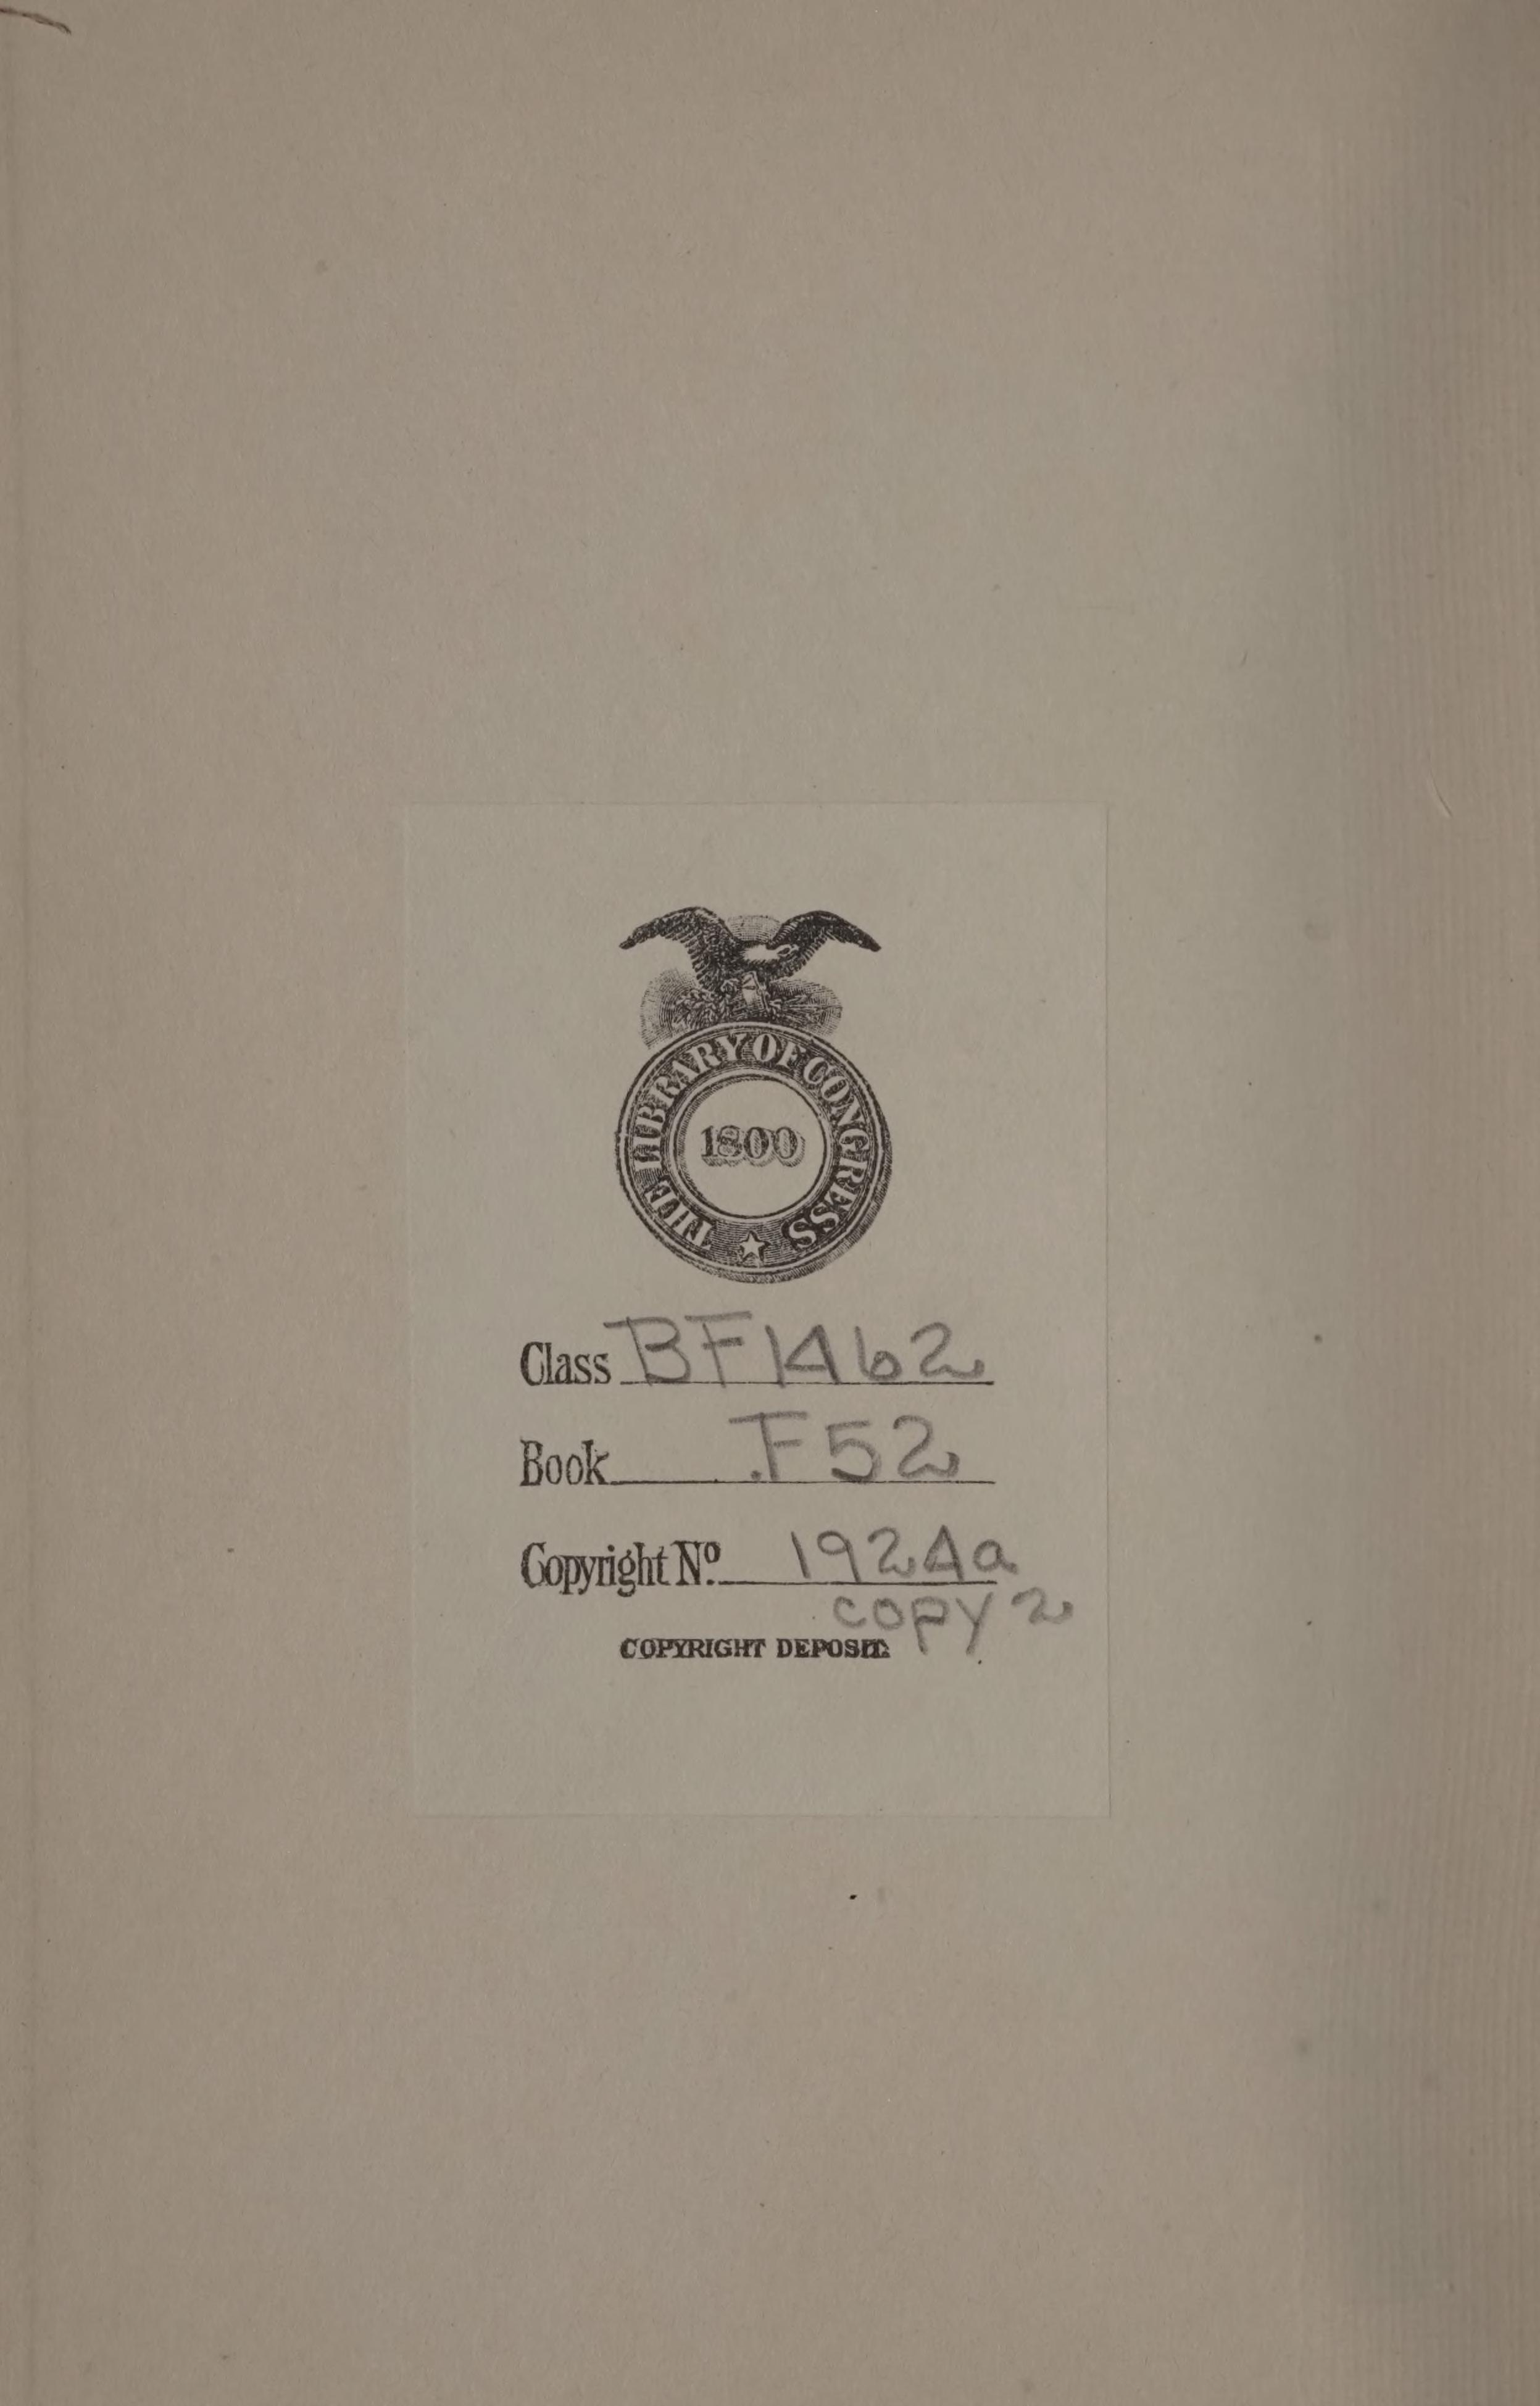 THE LIBRARY OF CONGRESS
1800
Class BF1462
Book .F52
Copyright No. 1924a
copy 2
COPYRIGHT DEPOSIT.